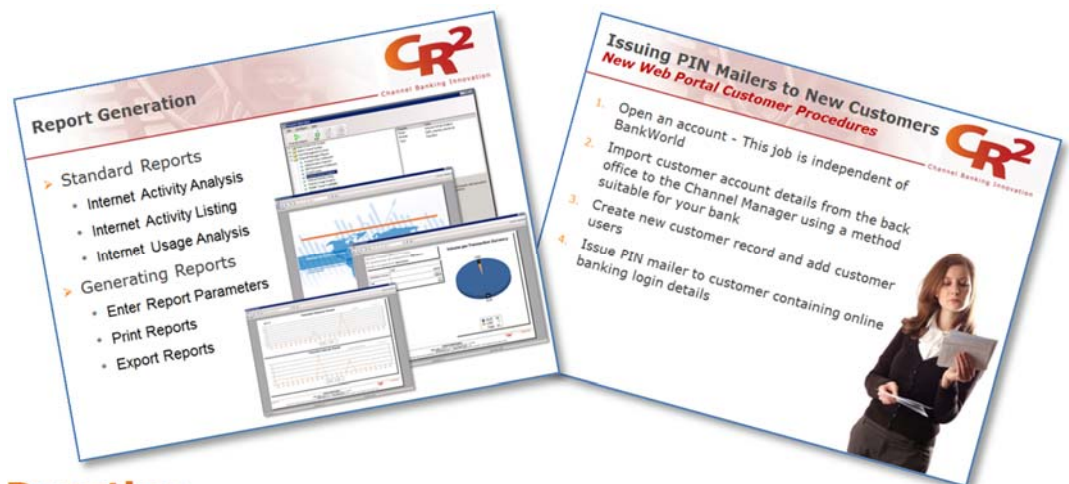 Report Generation
CR2
Channel Banking Innovation
Standard Reports
Internet Activity Analysis
Internet Activity Listing
Internet Usage Analysis
Generating Reports
Enter Report Parameters
Print Reports
Export Reports
Issuing PIN Mailers to New Customers
New Web Portal Customer Procedures
CR2
Channel Banking Innovation
1. Open an account - This job is independent of
BankWorld
2. Import customer account details from the back
office to the Channel Manager using a method
suitable for your bank
3. Create new customer record and add customer
users
4. Issue PIN mailer to customer containing online
banking login details